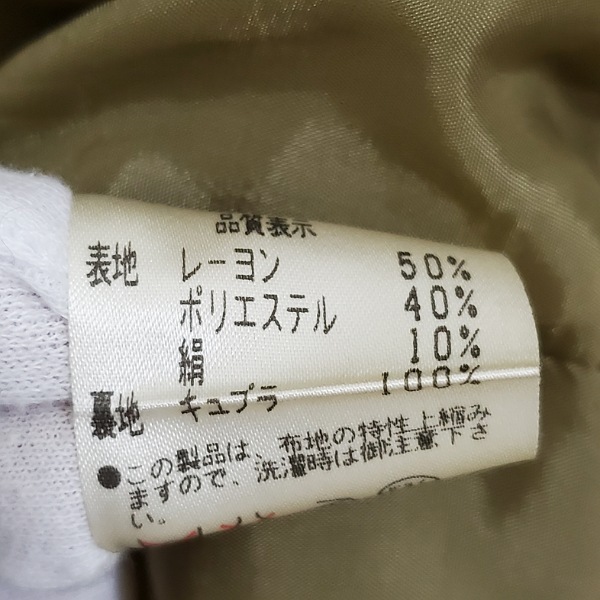 品質表示
表地 レーヨン 50%
ポリエステル 40%
絹 10%
裏地 キュプラ 100%
●この製品は、布地の特性上縮み
こますので、洗濯時は御注意下さ
まい。